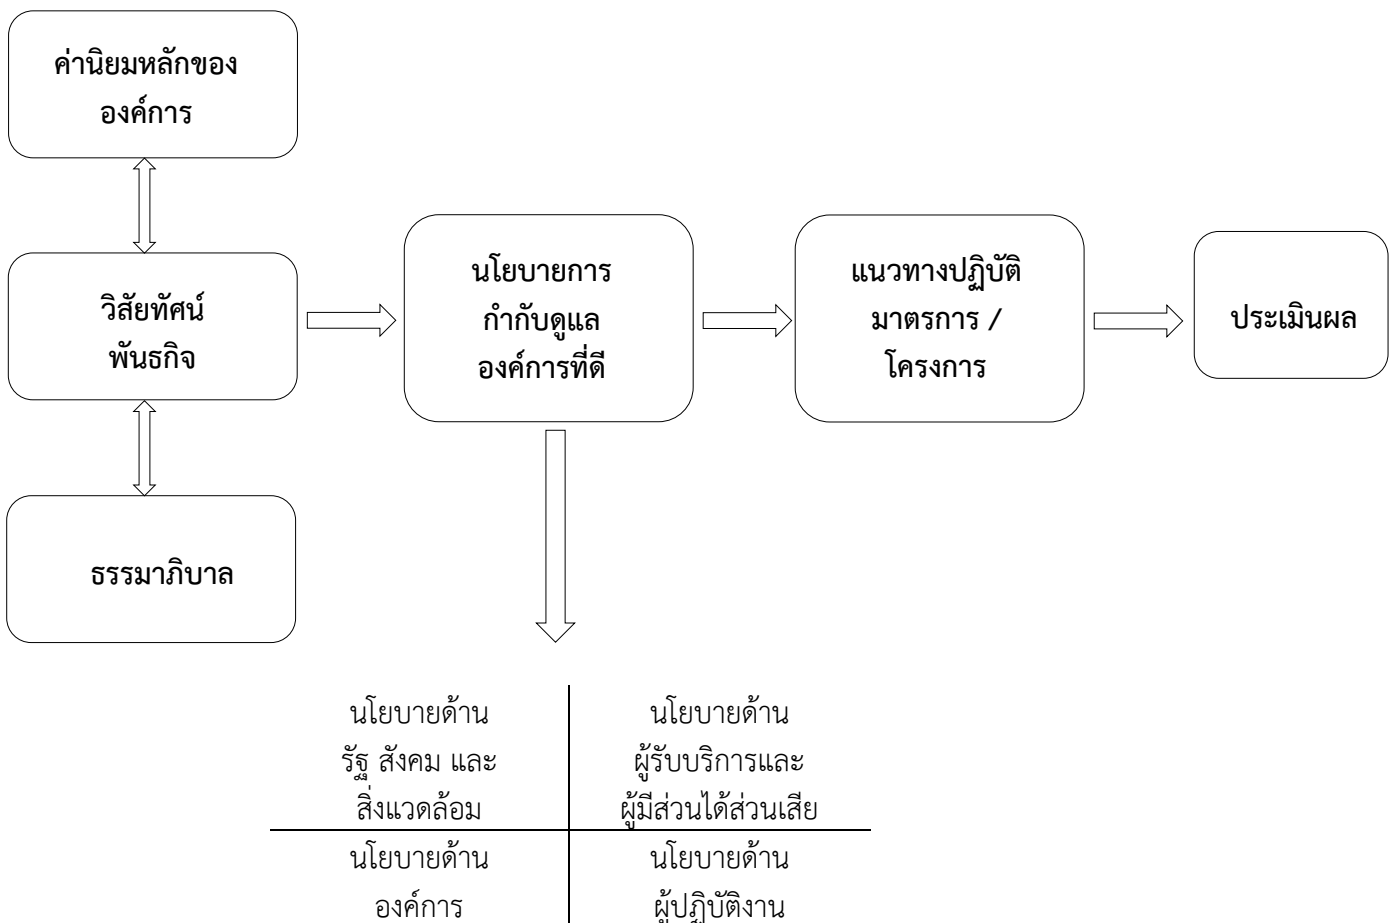 ค่านิยมหลักของ
องค์การ
วิสัยทัศน์
พันธกิจ
ธรรมาภิบาล
นโยบายการ
กำกับดูแล
องค์การที่ดี
แนวทางปฏิบัติ
มาตรการ /
โครงการ
ประเมินผล
นโยบายด้าน
รัฐ สังคม และ
สิ่งแวดล้อม
นโยบายด้าน
ผู้รับบริการและ
ผู้มีส่วนได้ส่วนเสีย
นโยบายด้าน
องค์การ
นโยบายด้าน
ผู้ปฏิบัติงาน